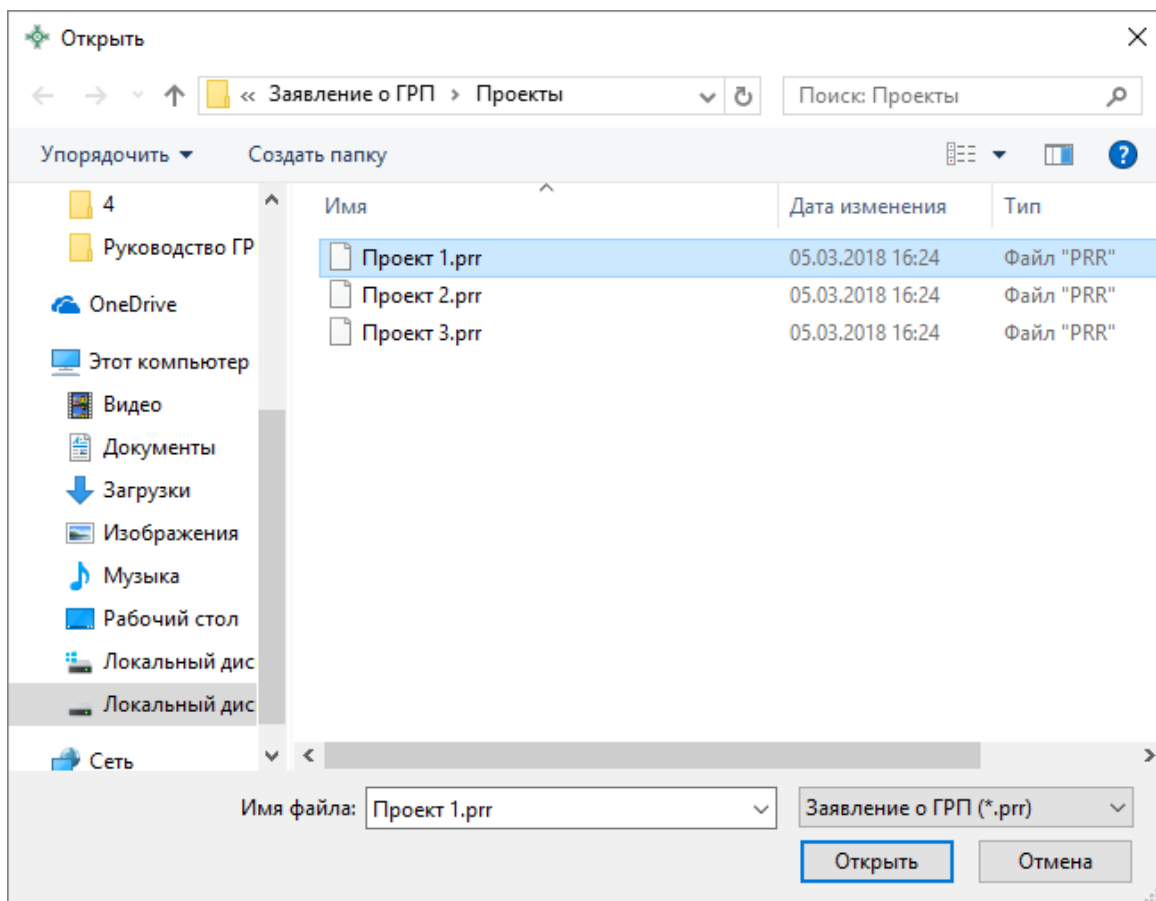 Открыть
« Заявление о ГРП › Проекты
Поиск: Проекты
Упорядочить
Создать папку
?
Имя
Дата изменения
Тип
4
Руководство ГР
OneDrive
Этот компьютер
Видео
Документы
Загрузки
Изображения
Музыка
Рабочий стол
Локальный дис
Локальный дис
Сеть
Проект 1.prr 05.03.2018 16:24 Файл "PRR"
Проект 2.prr 05.03.2018 16:24 Файл "PRR"
Проект 3.prr 05.03.2018 16:24 Файл "PRR"
Имя файла: Проект 1.prr
Заявление о ГРП (*.prr)
Открыть
Отмена